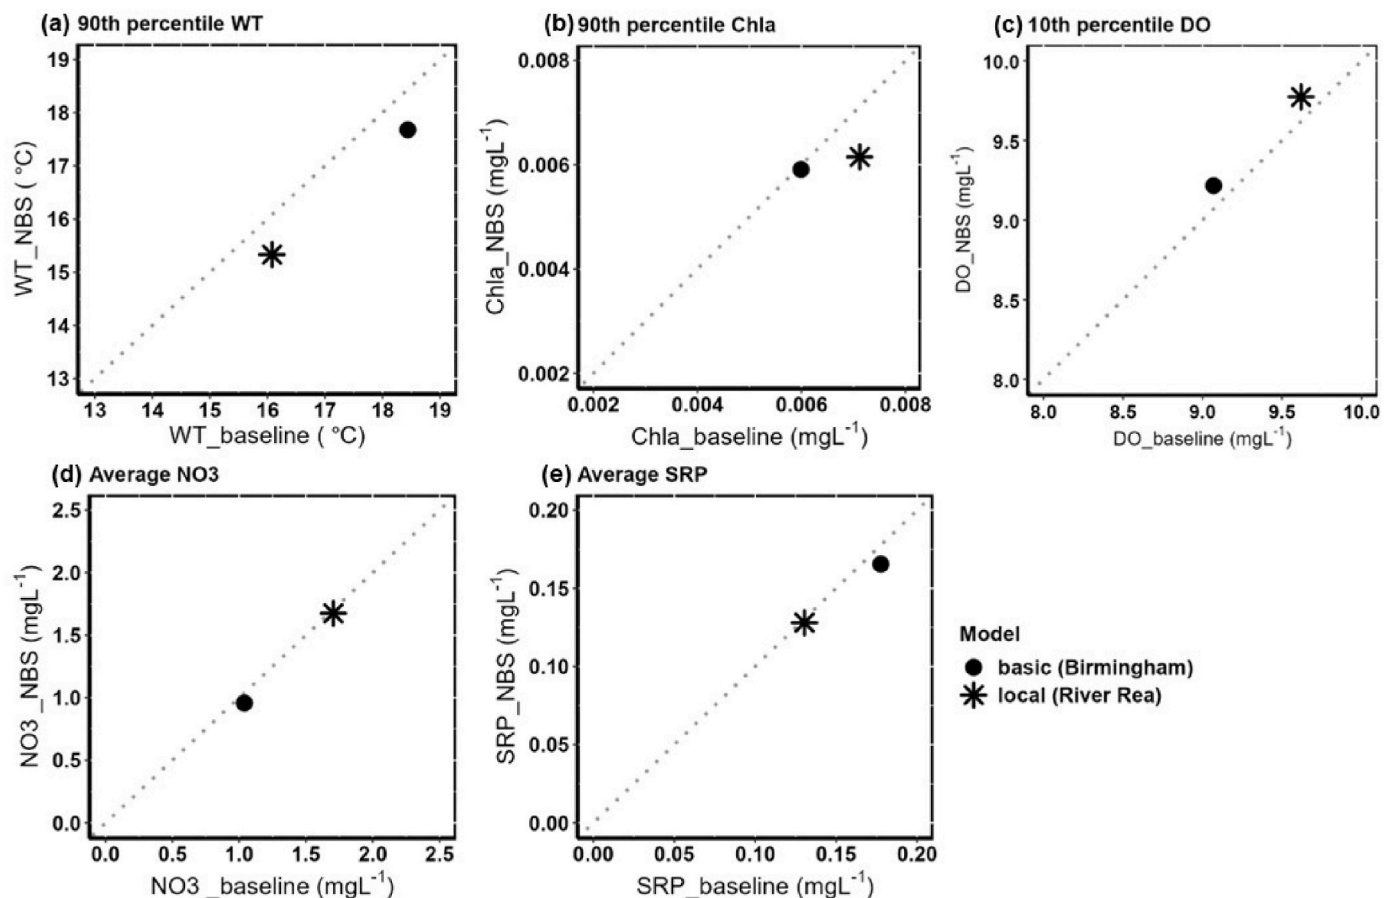 (a) 90th percentile WT
19
18
17
16
15
14
13
WT_NBS ( °C)
13 14 15 16 17 18 19
WT_baseline ( °C)
(b) 90th percentile Chla
0.008
0.006
0.004
0.002
Chla_NBS (mgL-1)
0.002 0.004 0.006 0.008
Chla_baseline (mgL-1)
(c) 10th percentile DO
10.0
9.5
9.0
8.5
8.0
DO_NBS (mgL-1)
8.0 8.5 9.0 9.5 10.0
DO_baseline (mgL-1)
(d) Average NO3
2.5
2.0
1.5
1.0
0.5
0.0
NO3 _NBS (mgL-1)
0.0 0.5 1.0 1.5 2.0 2.5
NO3 _baseline (mgL-1)
(e) Average SRP
0.20
0.15
0.10
0.05
0.00
SRP_NBS (mgL-1)
0.00 0.05 0.10 0.15 0.20
SRP_baseline (mgL-1)
Model
basic (Birmingham)
local (River Rea)